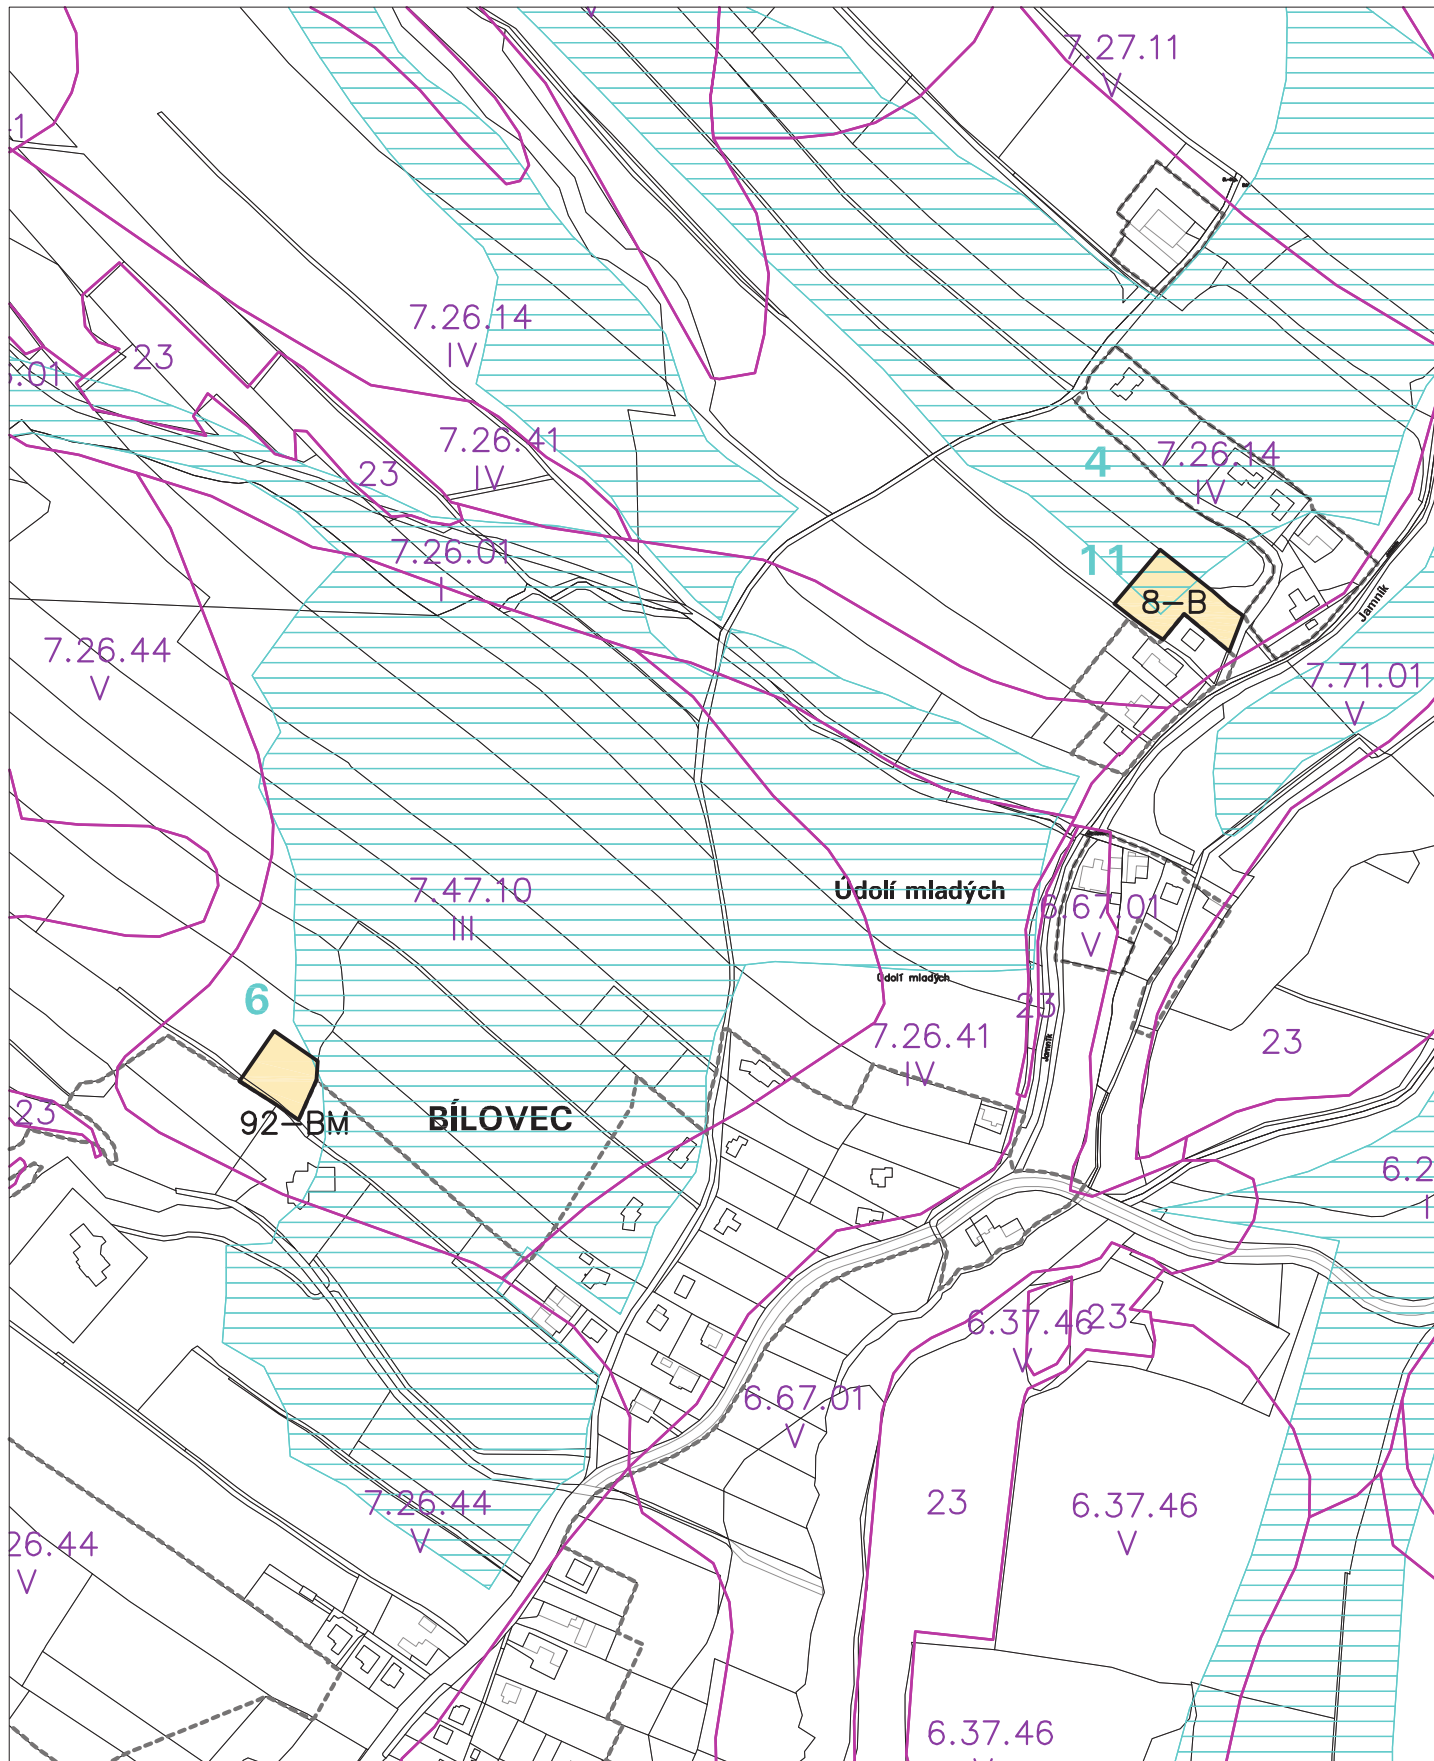 7.27.11
V
1
7.26.14
IV
23
.01
7.26.41
IV
23
4
7.26.14
IV
7.26.01
I
11
8-B
Jamník
7.26.44
V
7.71.01
V
7.47.10
III
Údolí mladých
6.67.01
V
Údolí mladých
6
23
7.26.41
IV
23
Jamník
23
92-BM
BÍLOVEC
6.2
I
6.37.46
V
23
6.67.01
V
7.26.44
V
23
6.37.46
V
26.44
V
6.37.46